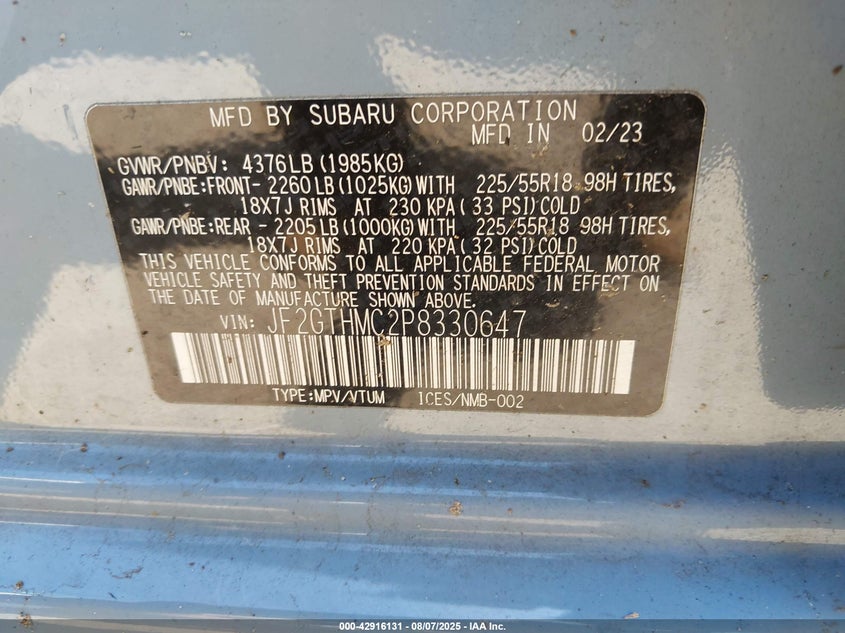 MFD BY SUBARU CORPORATION
MFD IN 02/23
GVWR/PNBV: 4376LB(1985KG)
GAWR/PNBE:FRONT- 2260LB(1025KG)WITH 225/55R18 98H TIRES,
18X7J RIMS AT 230 KPA( 33 PSI)COLD
GAWR/PNBE:REAR - 2205LB(1000KG)WITH 225/55R18 98H TIRES,
18X7J RIMS AT 220 KPA( 32 PSI)COLD
THIS VEHICLE CONFORMS TO ALL APPLICABLE FEDERAL MOTOR
VEHICLE SAFETY AND THEFT PREVENTION STANDARDS IN EFFECT ON
THE DATE OF MANUFACTURE SHOWN ABOVE.
VIN: JF2GTHMC2P8330647
TYPE:MPV/VTUM ICES/NMB-002
000-42916131 - 08/07/2025 - IAA Inc.